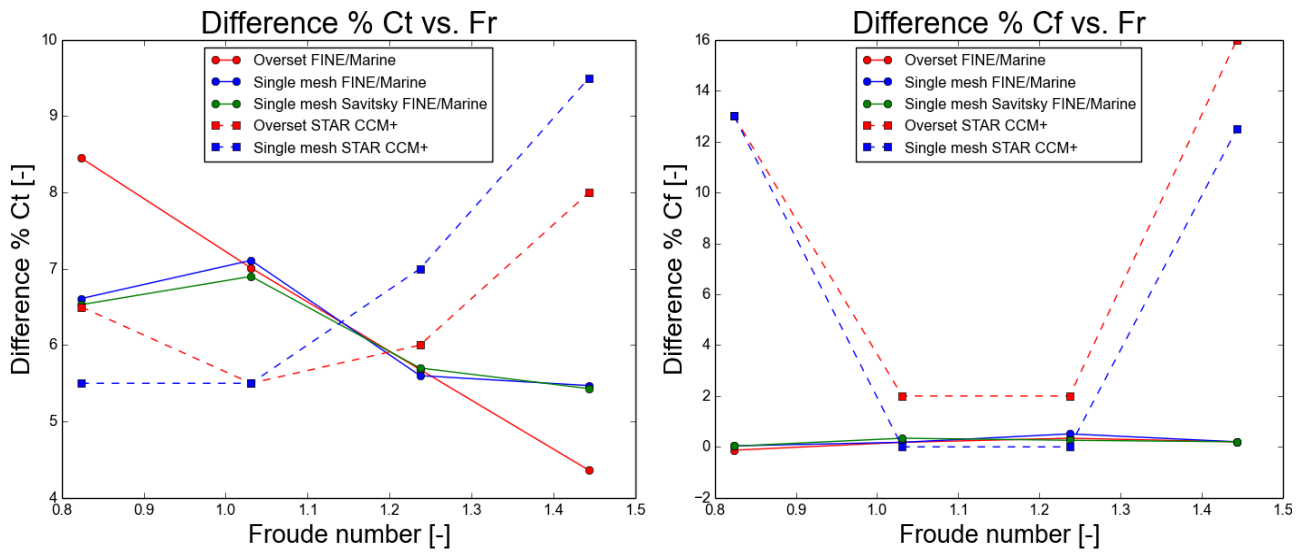 Difference % Ct vs. Fr
10
9
8
7
6
5
4
Difference % Ct [-]
Overset FINE/Marine
Single mesh FINE/Marine
Single mesh Savitsky FINE/Marine
Overset STAR CCM+
Single mesh STAR CCM+
0.8 0.9 1.0 1.1 1.2 1.3 1.4 1.5
Froude number [-]
Difference % Cf vs. Fr
16
14
12
10
8
6
4
2
0
−2
Difference % Cf [-]
Overset FINE/Marine
Single mesh FINE/Marine
Single mesh Savitsky FINE/Marine
Overset STAR CCM+
Single mesh STAR CCM+
0.8 0.9 1.0 1.1 1.2 1.3 1.4 1.5
Froude number [-]